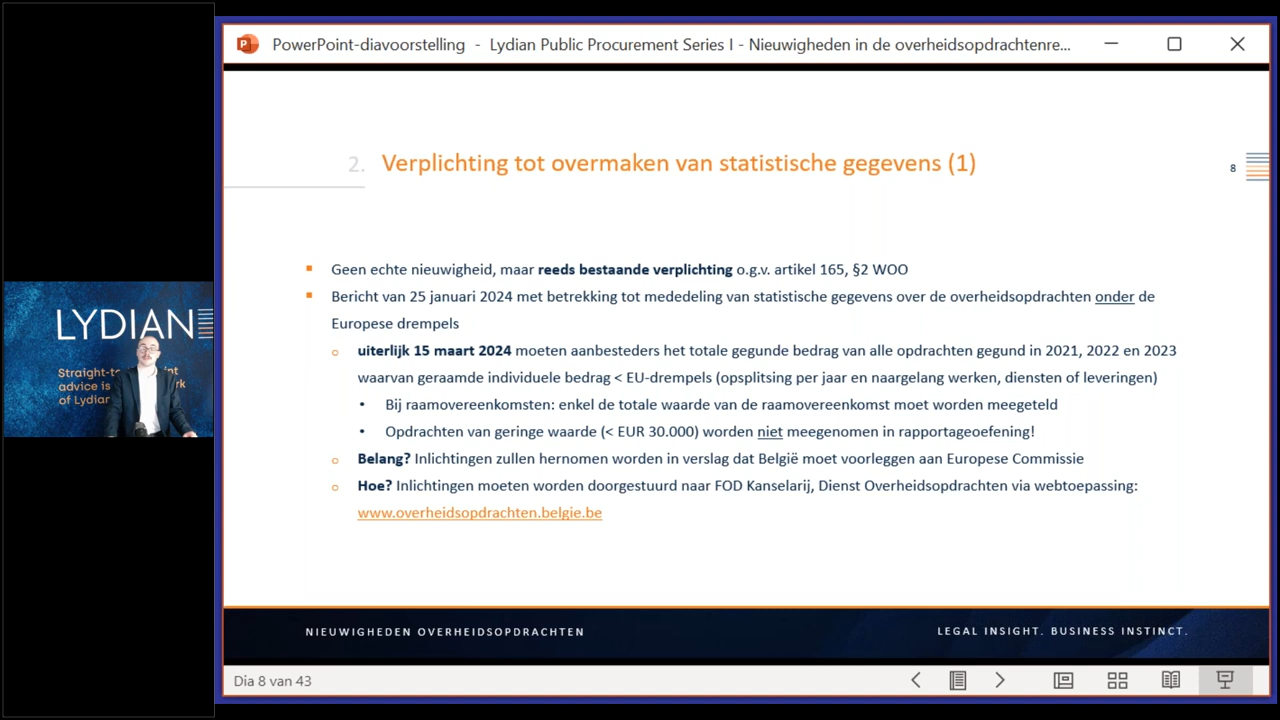 PowerPoint-diavoorstelling - Lydian Public Procurement Series I - Nieuwigheden in de overheidsopdrachtenre...
2. Verplichting tot overmaken van statistische gegevens (1)
8
Geen echte nieuwigheid, maar reeds bestaande verplichting o.g.v. artikel 165, §2 WOO
Bericht van 25 januari 2024 met betrekking tot mededeling van statistische gegevens over de overheidsopdrachten onder de
Europese drempels
uiterlijk 15 maart 2024 moeten aanbesteders het totale gegunde bedrag van alle opdrachten gegund in 2021, 2022 en 2023
waarvan geraamde individuele bedrag < EU-drempels (opsplitsing per jaar en naargelang werken, diensten of leveringen)
Bij raamovereenkomsten: enkel de totale waarde van de raamovereenkomst moet worden meegeteld
Opdrachten van geringe waarde (< EUR 30.000) worden niet meegenomen in rapportageoefening!
Belang? Inlichtingen zullen hernomen worden in verslag dat België moet voorleggen aan Europese Commissie
Hoe? Inlichtingen moeten worden doorgestuurd naar FOD Kanselarij, Dienst Overheidsopdrachten via webtoepassing:
www.overheidsopdrachten.belgie.be
NIEUWIGHEDEN OVERHEIDSOPDRACHTEN
LEGAL INSIGHT. BUSINESS INSTINCT.
Dia 8 van 43
LYDIAN
advice is
of Lydian